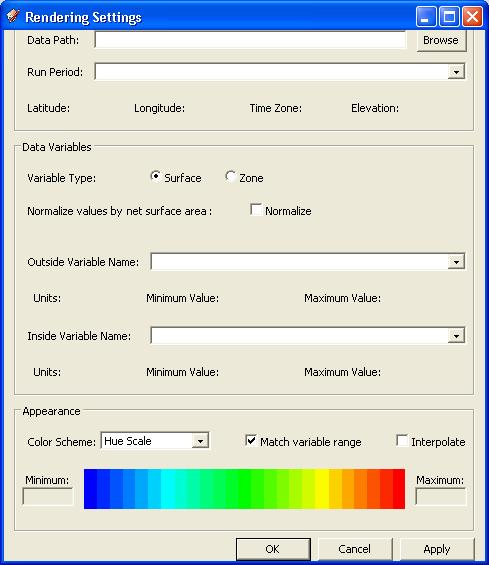 Rendering Settings
Data Path: Browse
Run Period:
Latitude: Longitude: Time Zone: Elevation:
Data Variables
Variable Type: Surface Zone
Normalize values by net surface area : Normalize
Outside Variable Name:
Units: Minimum Value: Maximum Value:
Inside Variable Name:
Units: Minimum Value: Maximum Value:
Appearance
Color Scheme: Hue Scale Match variable range Interpolate
Minimum: Maximum:
OK Cancel Apply